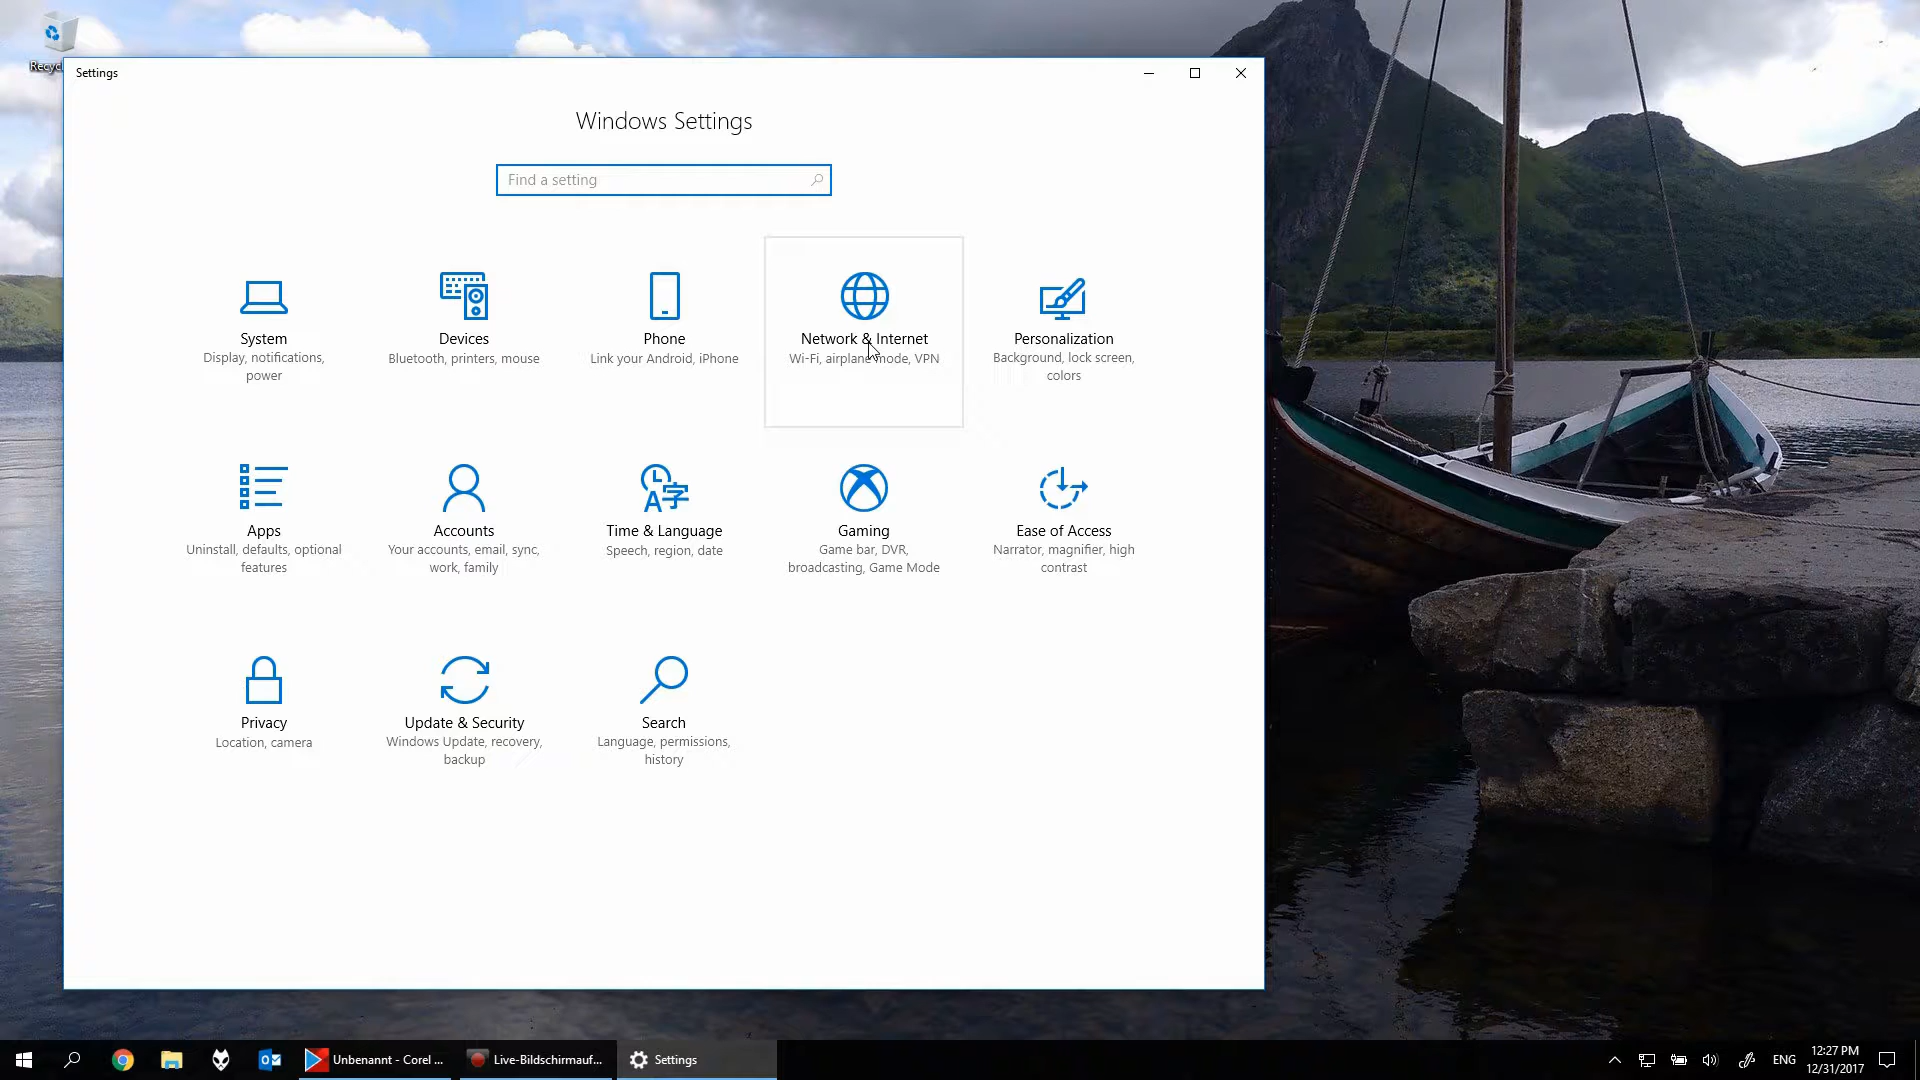 Recyc
Settings
Windows Settings
Find a setting
System
Display, notifications,
power
Devices
Bluetooth, printers, mouse
Phone
Link your Android, iPhone
Network & Internet
Wi-Fi, airplane mode, VPN
Personalization
Background, lock screen,
colors
Apps
Uninstall, defaults, optional
features
Accounts
Your accounts, email, sync,
work, family
Time & Language
Speech, region, date
Gaming
Game bar, DVR,
broadcasting, Game Mode
Ease of Access
Narrator, magnifier, high
contrast
Privacy
Location, camera
Update & Security
Windows Update, recovery,
backup
Search
Language, permissions,
history
Unbenannt - Corel ...
Live-Bildschirmauf...
Settings
ENG
12:27 PM
12/31/2017